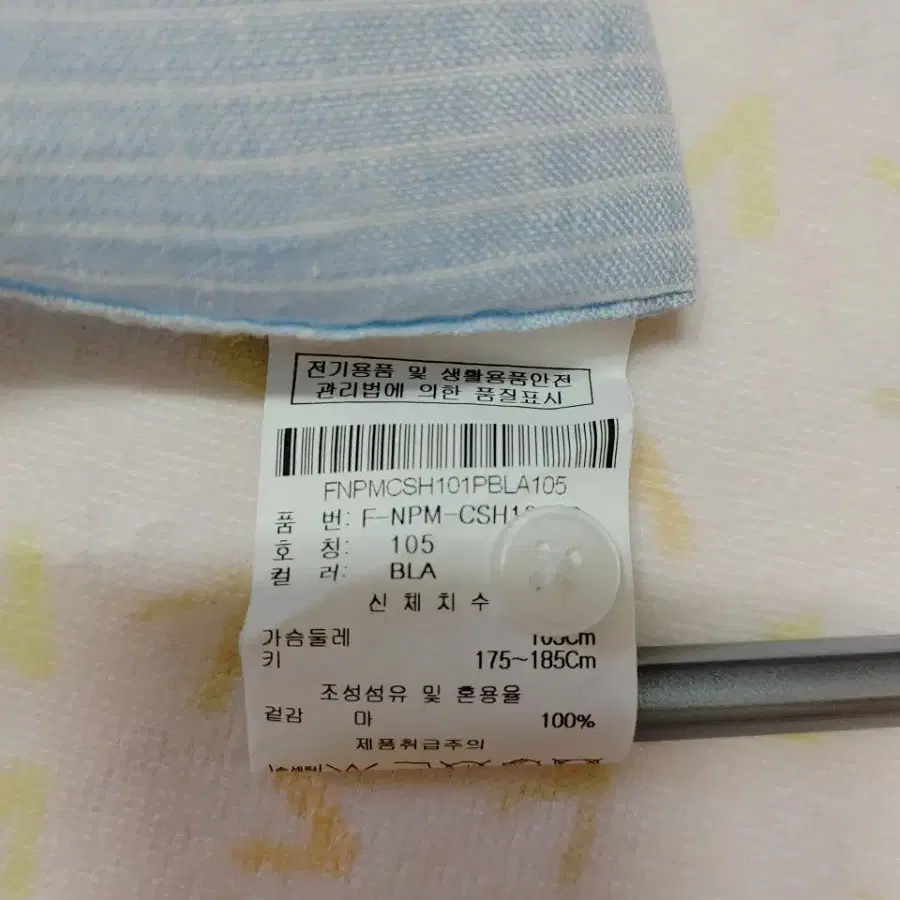 전기용품 및 생활용품안전
관리법에 의한 품질표시
FNPMCSH101PBLA105
품 번: F-NPM-CSH
호 칭: 105
컬 러: BLA
신 체 치 수
가슴둘레 105Cm
키 175~185Cm
조성섬유 및 혼용율
겉감 마 100%
제품취급주의